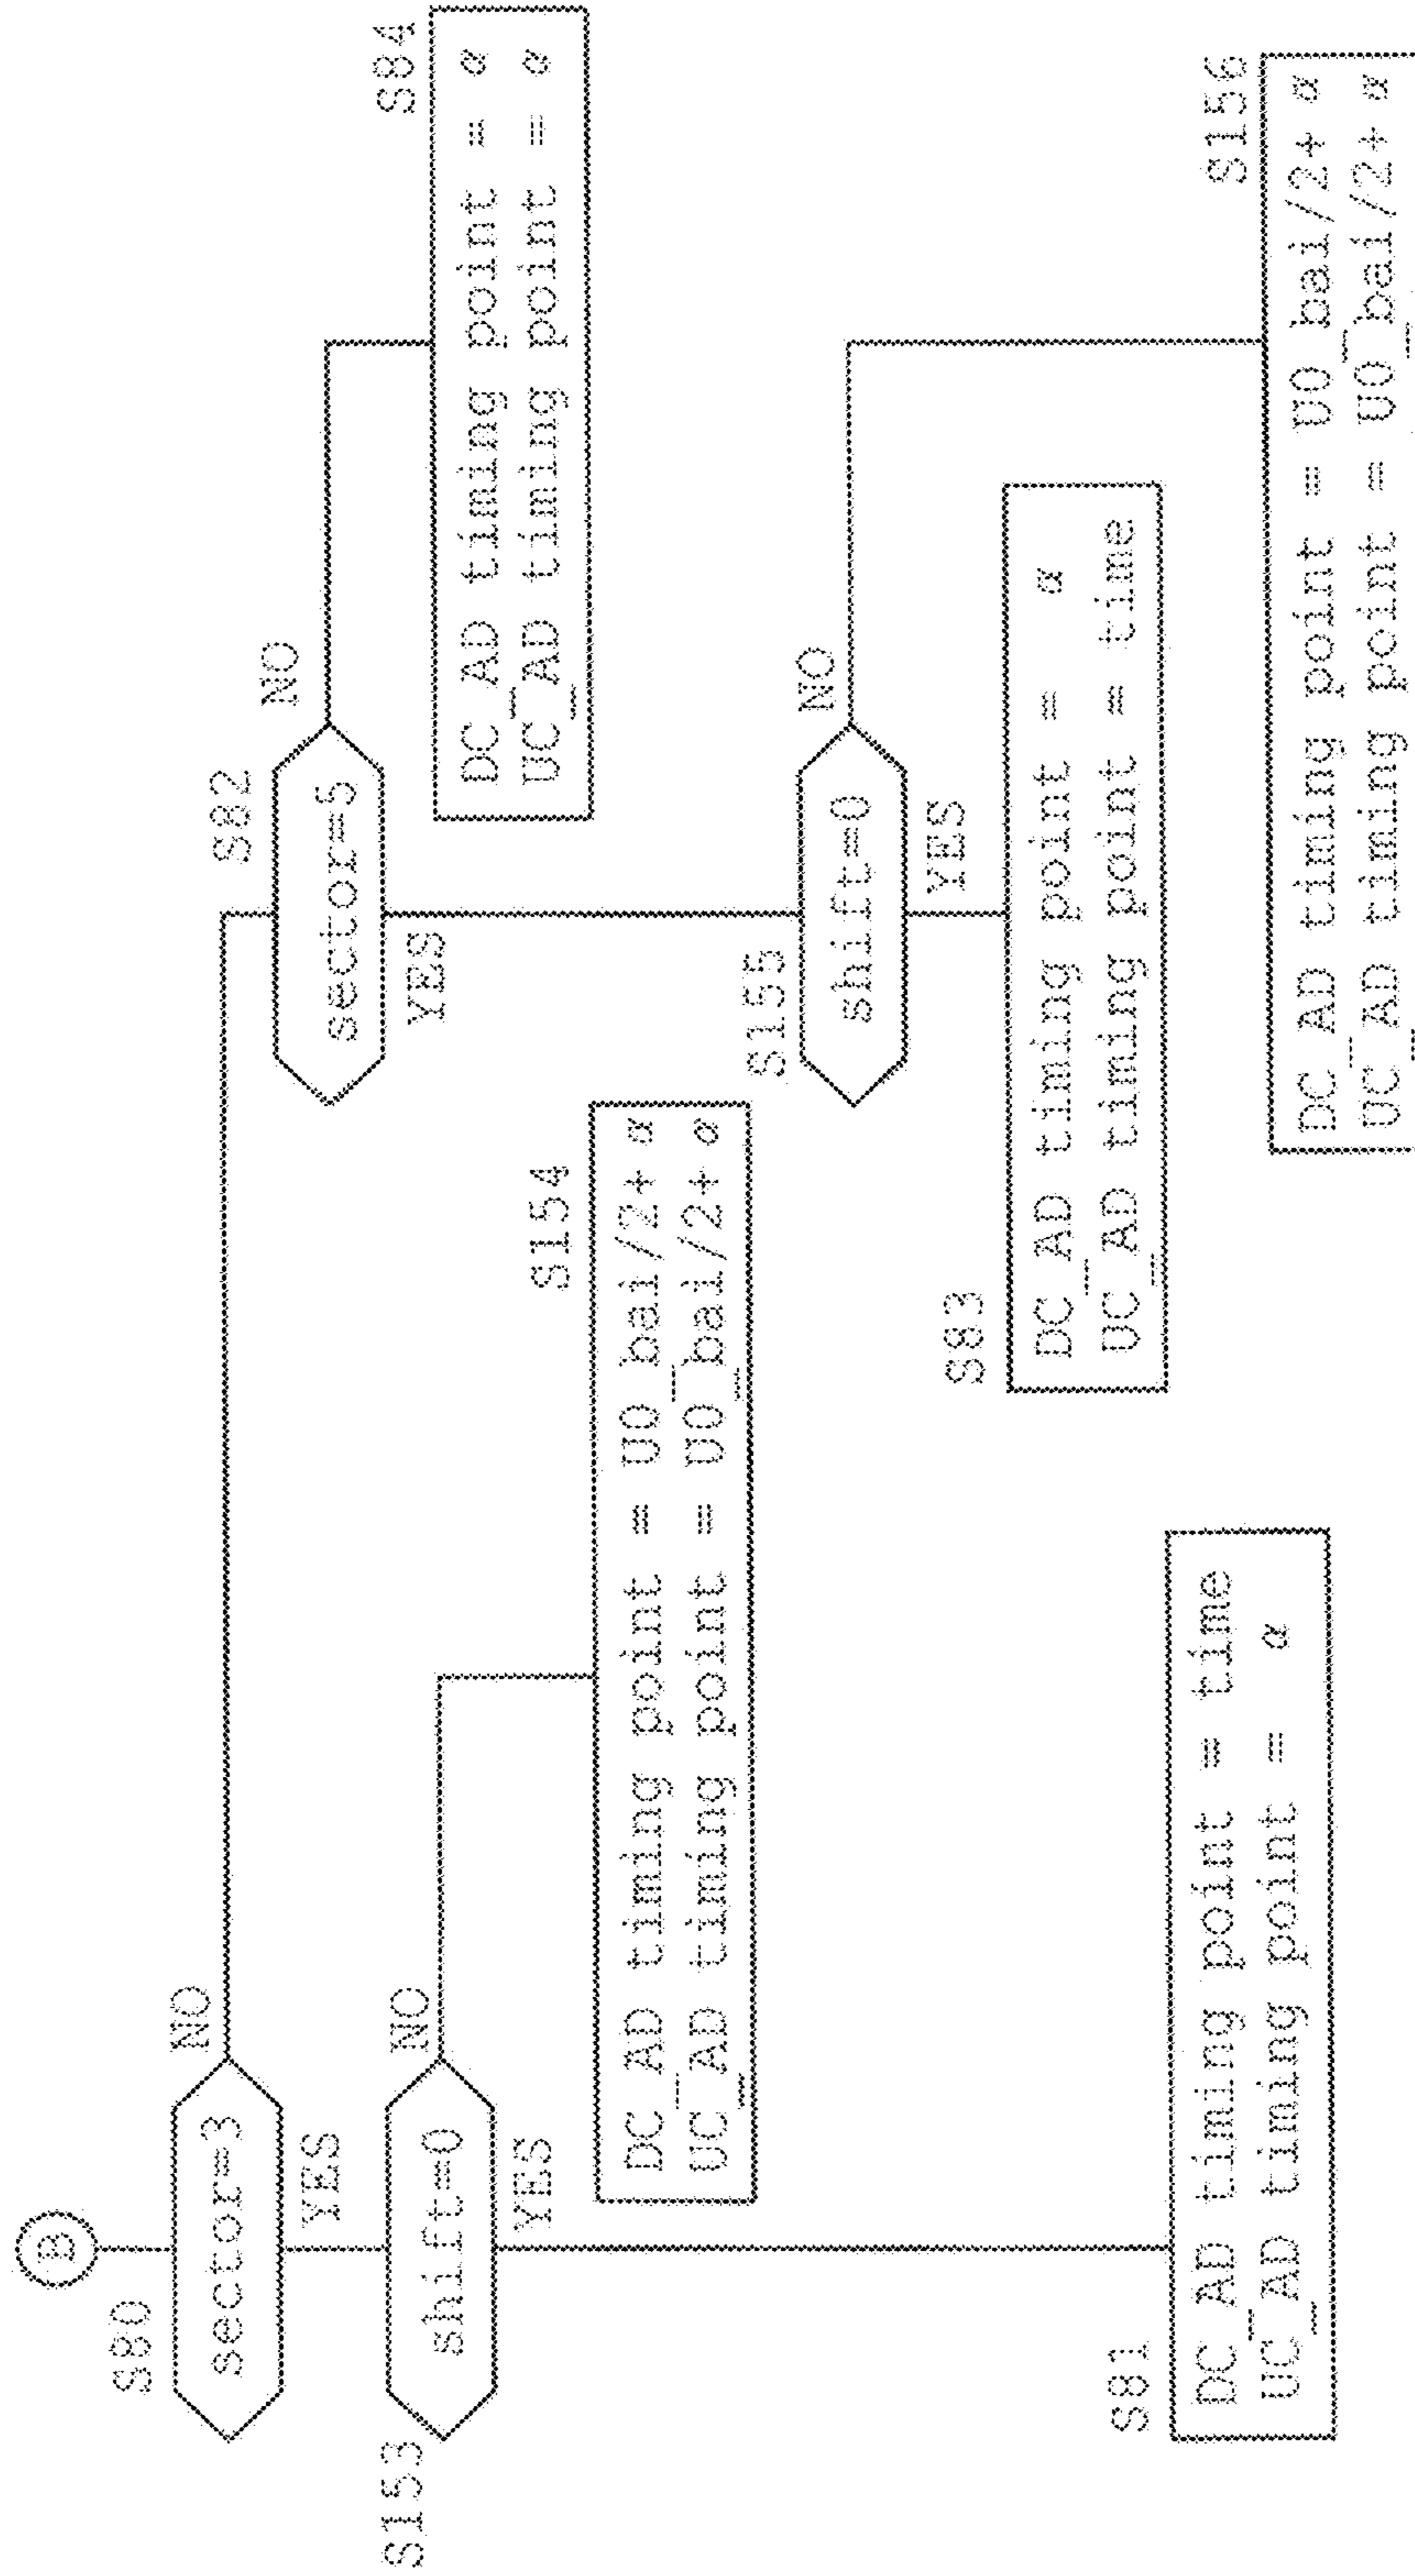 B
S80
sector=3
NO
YES
S153
shift=0
NO
YES
S154
DC_AD timing point = U0_bai/2+ α
UC_AD timing point = U0_bai/2+ α
S81
DC_AD timing point = time
UC_AD timing point = α
S82
sector=5
NO
YES
S84
DC_AD timing point = α
UC_AD timing point = α
S155
shift=0
NO
YES
S83
DC_AD timing point = α
UC_AD timing point = time
S156
DC_AD timing point = U0_bai/2+ α
UC_AD timing point = U0_bai/2+ α